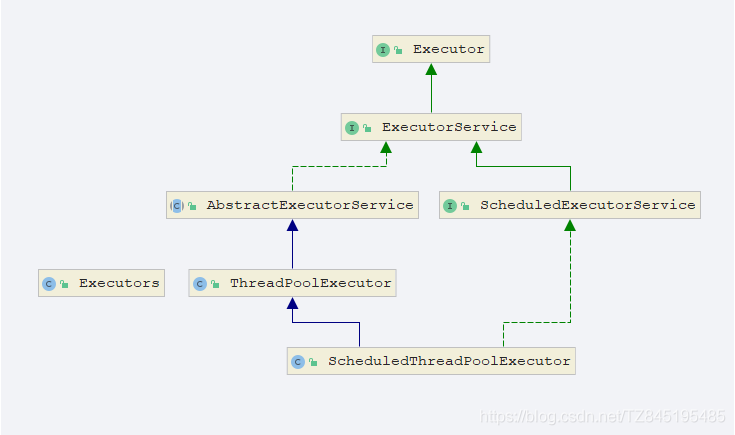 Executor
ExecutorService
AbstractExecutorService
ScheduledExecutorService
Executors
ThreadPoolExecutor
ScheduledThreadPoolExecutor
https://blog.csdn.net/TZ845195485